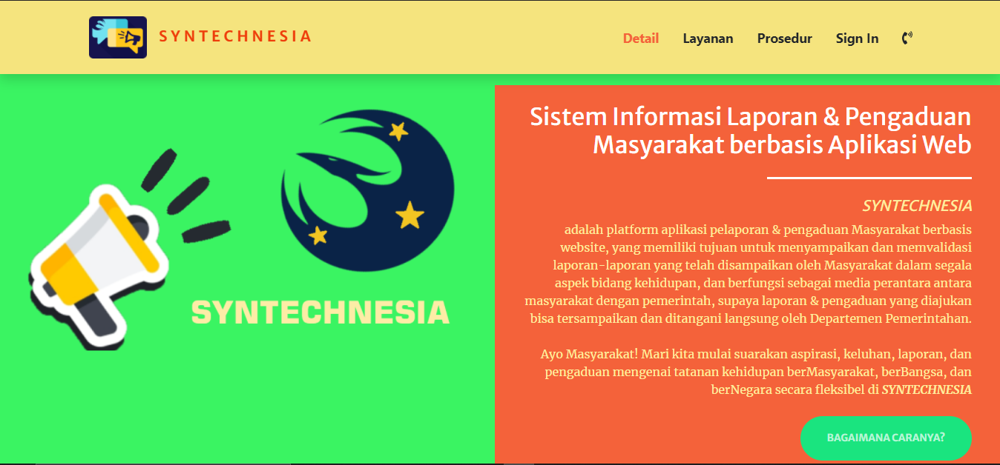 SYNTECHNESIA
Detail Layanan Prosedur Sign In
SYNTECHNESIA
Sistem Informasi Laporan & Pengaduan
Masyarakat berbasis Aplikasi Web
SYNTECHNESIA
adalah platform aplikasi pelaporan & pengaduan Masyarakat berbasis
website, yang memiliki tujuan untuk menyampaikan dan memvalidasi
laporan-laporan yang telah disampaikan oleh Masyarakat dalam segala
aspek bidang kehidupan, dan berfungsi sebagai media perantara antara
masyarakat dengan pemerintah, supaya laporan & pengaduan yang diajukan
bisa tersampaikan dan ditangani langsung oleh Departemen Pemerintahan.
Ayo Masyarakat! Mari kita mulai suarakan aspirasi, keluhan, laporan, dan
pengaduan mengenai tatanan kehidupan berMasyarakat, berBangsa, dan
berNegara secara fleksibel di SYNTECHNESIA
BAGAIMANA CARANYA?